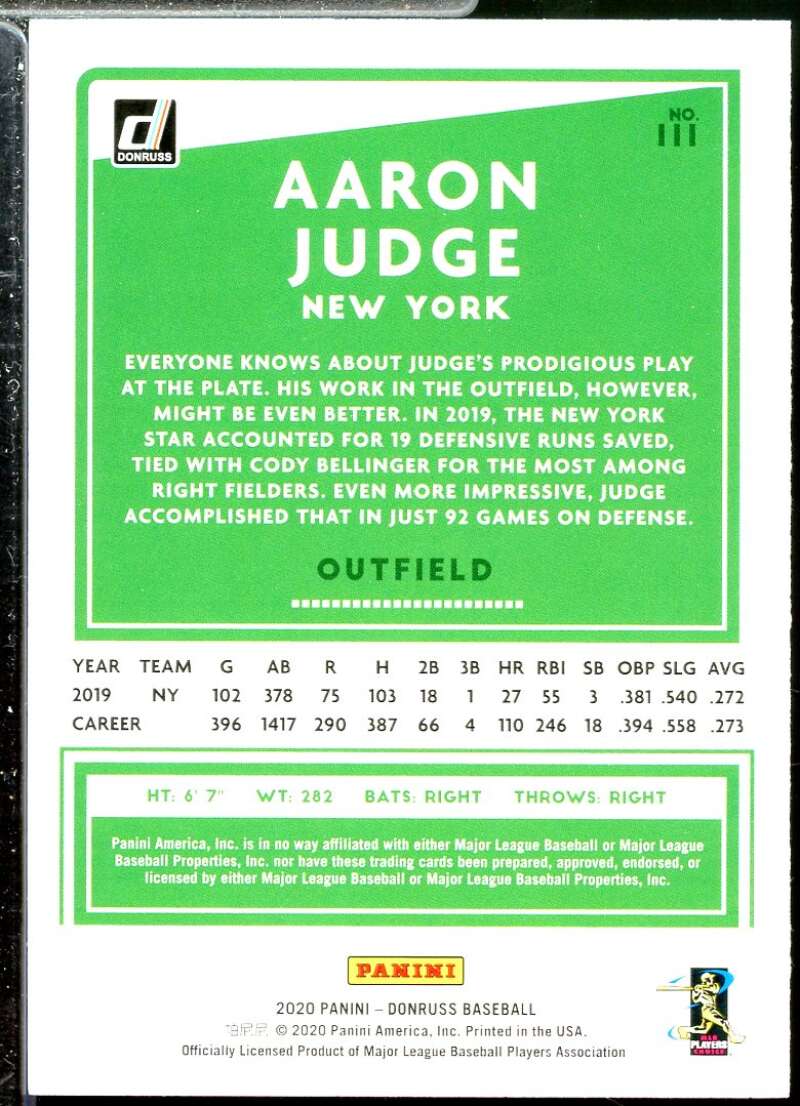 DONRUSS
NO.
111
AARON
JUDGE
NEW YORK
EVERYONE KNOWS ABOUT JUDGE'S PRODIGIOUS PLAY
AT THE PLATE. HIS WORK IN THE OUTFIELD, HOWEVER,
MIGHT BE EVEN BETTER. IN 2019, THE NEW YORK
STAR ACCOUNTED FOR 19 DEFENSIVE RUNS SAVED,
TIED WITH CODY BELLINGER FOR THE MOST AMONG
RIGHT FIELDERS. EVEN MORE IMPRESSIVE, JUDGE
ACCOMPLISHED THAT IN JUST 92 GAMES ON DEFENSE.
OUTFIELD
YEAR TEAM G AB R H 2B 3B HR RBI SB OBP SLG AVG
2019 NY 102 378 75 103 18 1 27 55 3 .381 .540 .272
CAREER 396 1417 290 387 66 4 110 246 18 .394 .558 .273
HT: 6' 7" WT: 282 BATS: RIGHT THROWS: RIGHT
Panini America, Inc. is in no way affiliated with either Major League Baseball or Major League
Baseball Properties, Inc. nor have these trading cards been prepared, approved, endorsed, or
licensed by either Major League Baseball or Major League Baseball Properties, Inc.
PANINI
2020 PANINI – DONRUSS BASEBALL
© 2020 Panini America, Inc. Printed in the USA.
Officially Licensed Product of Major League Baseball Players Association
MLB
PLAYERS
CHOICE